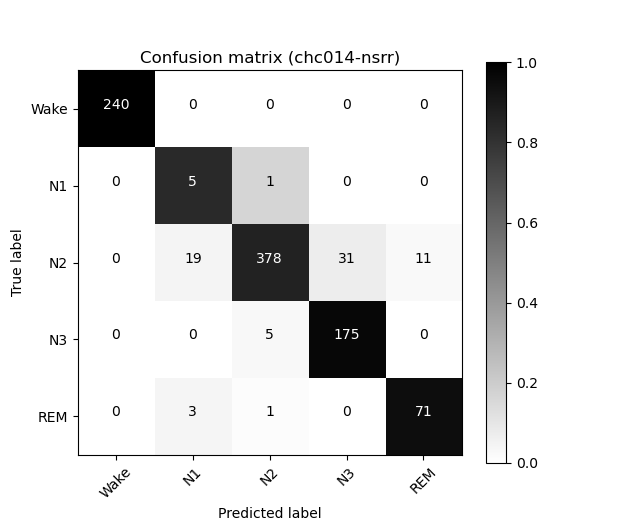 Confusion matrix (chc014-nsrr)
True label
Wake 240 0 0 0 0
N1 0 5 1 0 0
N2 0 19 378 31 11
N3 0 0 5 175 0
REM 0 3 1 0 71
Wake N1 N2 N3 REM
Predicted label
1.0
0.8
0.6
0.4
0.2
0.0